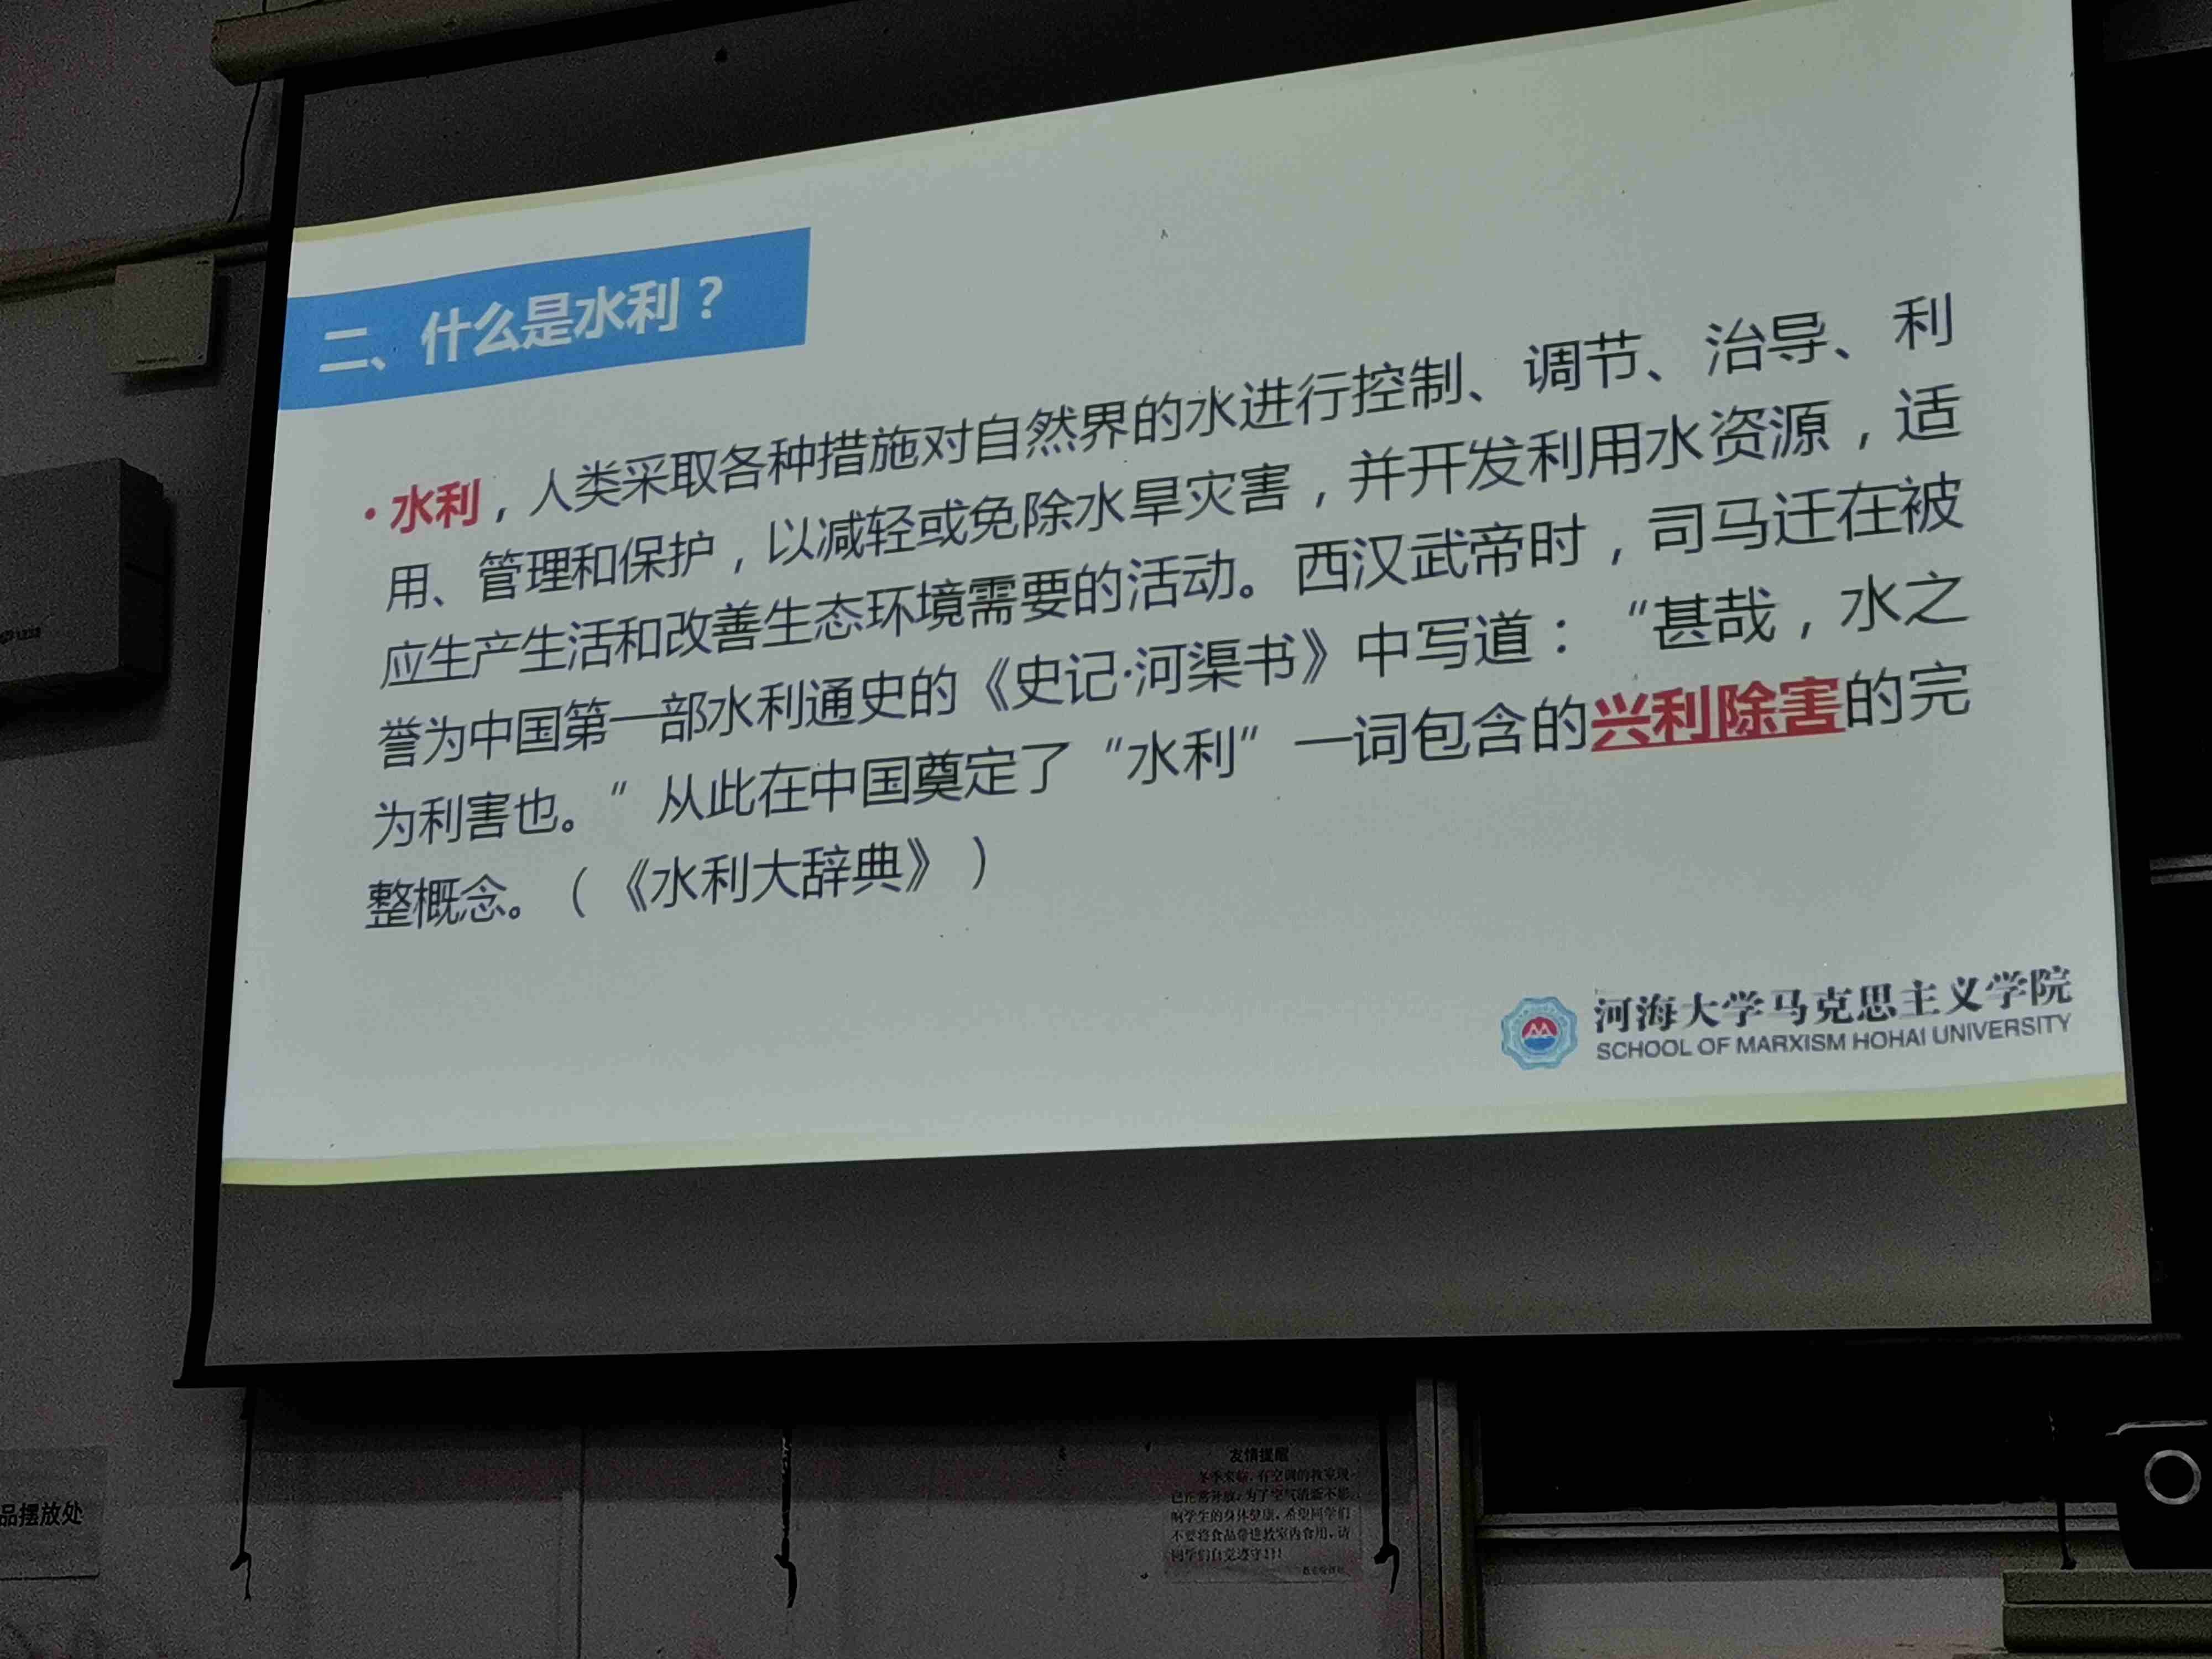 二、什么是水利？
• 水利，人类采取各种措施对自然界的水进行控制、调节、治导、利
用、管理和保护，以减轻或免除水旱灾害，并开发利用水资源，适
应生产生活和改善生态环境需要的活动。西汉武帝时，司马迁在被
誉为中国第一部水利通史的《史记·河渠书》中写道：“甚哉，水之
为利害也。”从此在中国奠定了“水利”一词包含的兴利除害的完
整概念。（《水利大辞典》）
河海大学马克思主义学院
SCHOOL OF MARXISM HOHAI UNIVERSITY
品摆放处
友情提醒
冬季来临，有空调的教室现
已正常开放，为了空气清新不影
响学生的身体健康，希望同学们
不要将食品带进教室内食用，请
同学们自觉遵守!!!